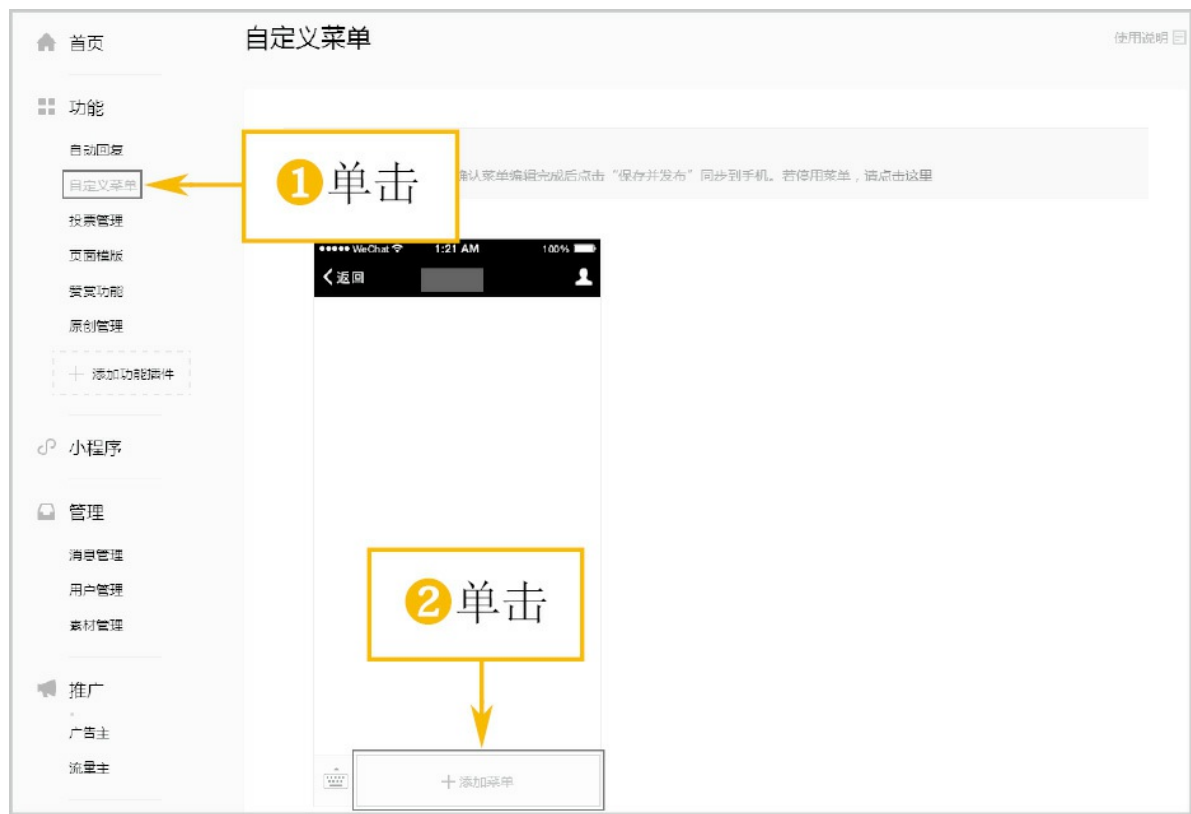 首页
自定义菜单
使用说明
功能
自动回复
自定义菜单
❶单击
确认菜单编辑完成后点击“保存并发布”同步到手机。若停用菜单，请点击这里
投票管理
页面模版
●●●●● WeChat 1:21 AM 100%
返回
赞赏功能
原创管理
添加功能插件
小程序
管理
消息管理
用户管理
素材管理
❷单击
推广
广告主
流量主
添加菜单